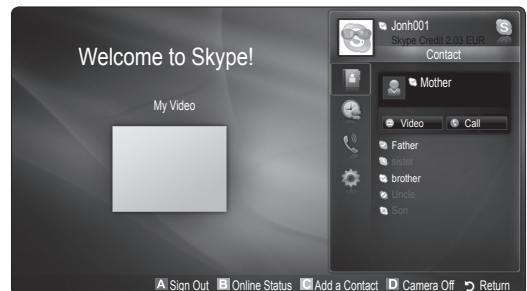 Welcome to Skype!
My Video
Jonh001
Skype Credit 2.03 EUR
Contact
Mother
Video
Call
Father
sister
brother
Uncle
Son
A Sign Out B Online Status C Add a Contact D Camera Off Return